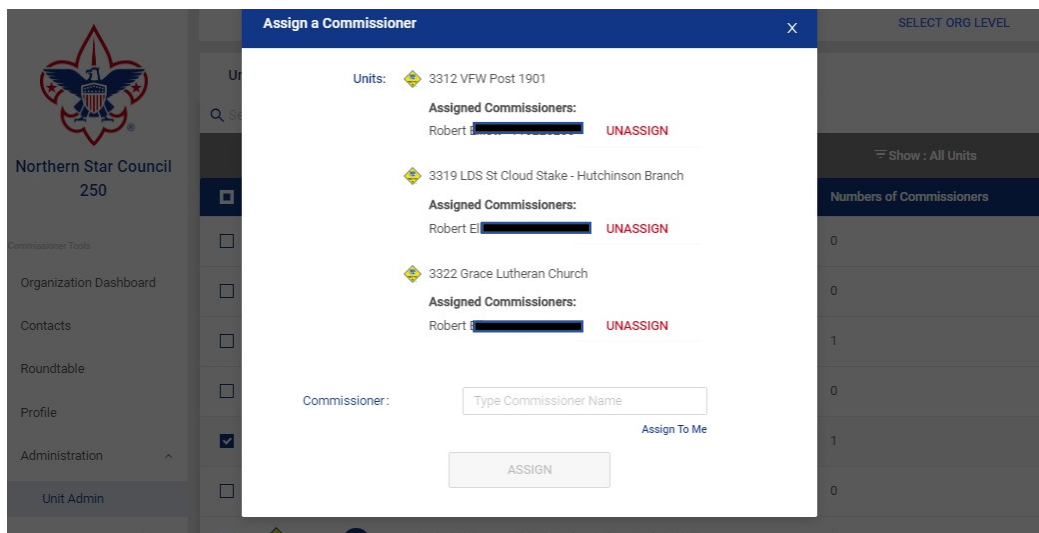 Assign a Commissioner
X
SELECT ORG LEVEL
Units:
3312 VFW Post 1901
Assigned Commissioners:
Robert
UNASSIGN
3319 LDS St Cloud Stake - Hutchinson Branch
Assigned Commissioners:
Robert El
UNASSIGN
3322 Grace Lutheran Church
Assigned Commissioners:
Robert
UNASSIGN
Commissioner:
Type Commissioner Name
Assign To Me
ASSIGN
Northern Star Council
250
Commissioner Tools
Organization Dashboard
Contacts
Roundtable
Profile
Administration
Unit Admin
Show : All Units
Numbers of Commissioners
0
0
1
0
1
0